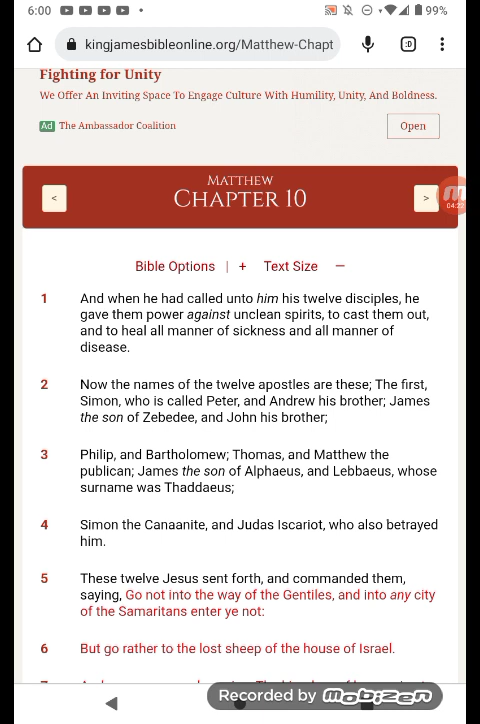 6:00
99%
kingjamesbibleonline.org/Matthew-Chapt
:D
Fighting for Unity
We Offer An Inviting Space To Engage Culture With Humility, Unity, And Boldness.
Ad The Ambassador Coalition
Open
MATTHEW
CHAPTER 10
<
>
04:22
Bible Options | + Text Size −
1 And when he had called unto him his twelve disciples, he
gave them power against unclean spirits, to cast them out,
and to heal all manner of sickness and all manner of
disease.
2 Now the names of the twelve apostles are these; The first,
Simon, who is called Peter, and Andrew his brother; James
the son of Zebedee, and John his brother;
3 Philip, and Bartholomew; Thomas, and Matthew the
publican; James the son of Alphaeus, and Lebbaeus, whose
surname was Thaddaeus;
4 Simon the Canaanite, and Judas Iscariot, who also betrayed
him.
5 These twelve Jesus sent forth, and commanded them,
saying, Go not into the way of the Gentiles, and into any city
of the Samaritans enter ye not:
6 But go rather to the lost sheep of the house of Israel.
Recorded by mobizen